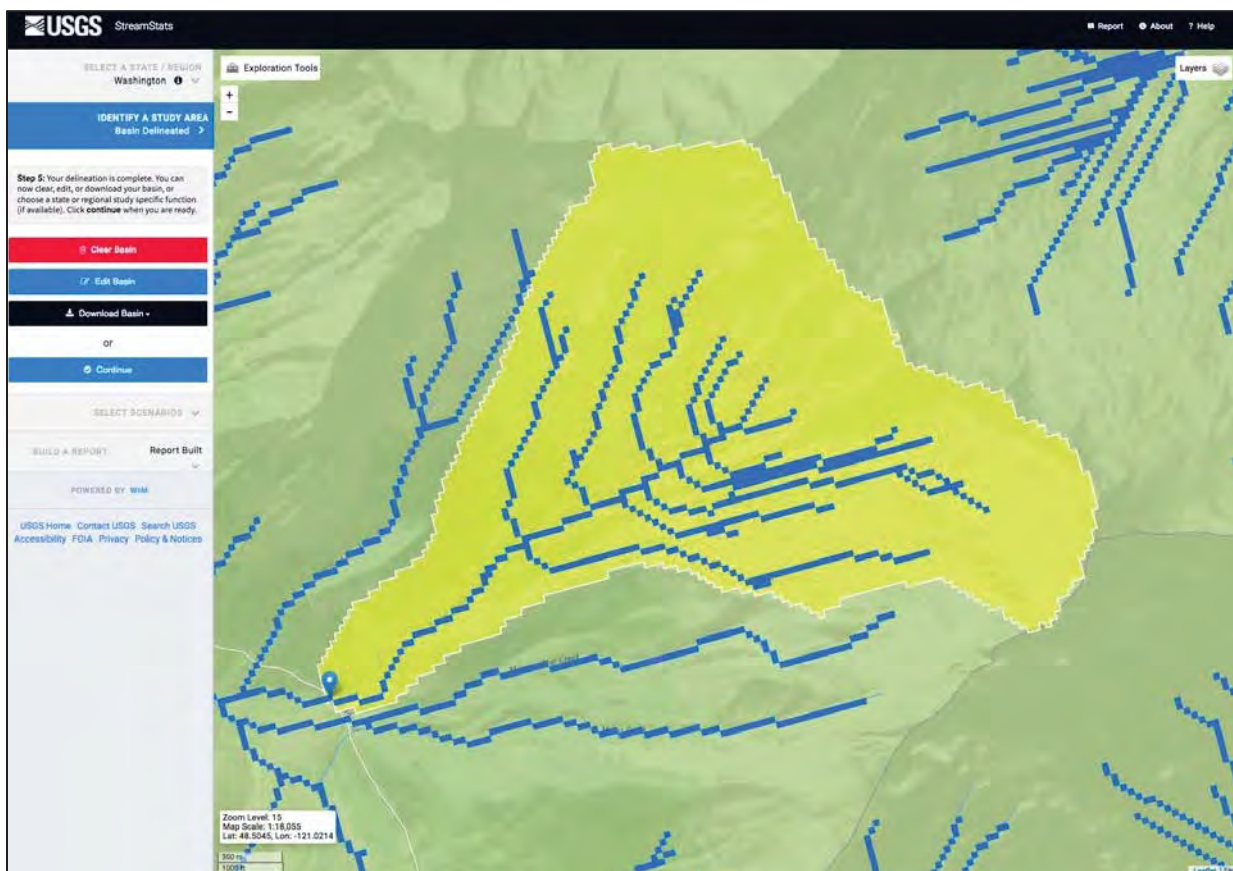 USGS StreamStats
Report About ? Help
SELECT A STATE / REGION
Washington
IDENTIFY A STUDY AREA
Basin Delineated
Step 5: Your delineation is complete. You can
now clear, edit, or download your basin, or
choose a state or regional study specific function
(if available). Click continue when you are ready.
Clear Basin
Edit Basin
Download Basin
or
Continue
SELECT SCENARIOS
BUILD A REPORT Report Built
POWERED BY WIM
USGS Home Contact USGS Search USGS
Accessibility FOIA Privacy Policy & Notices
Exploration Tools
+
-
Layers
Creek
Zoom Level: 15
Map Scale: 1:18,055
Lat: 48.5045, Lon: -121.0214
300 m
1000 ft